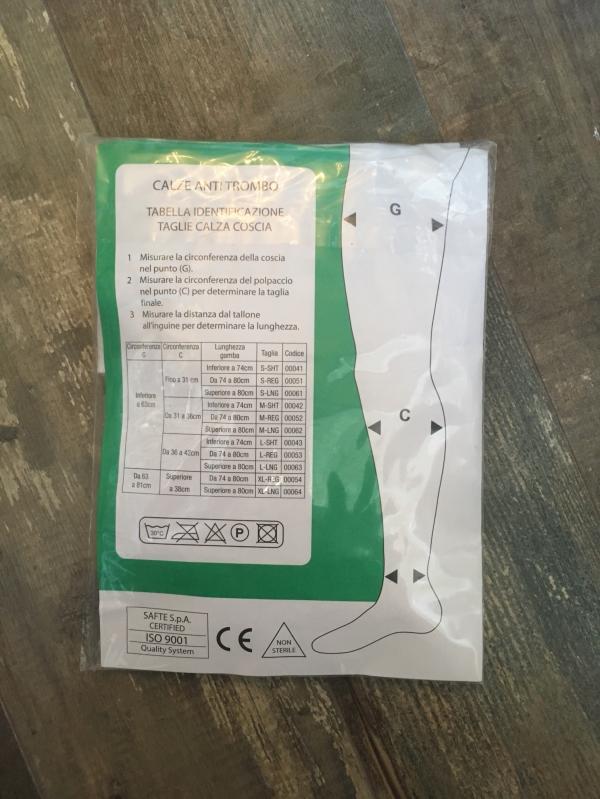 CALZE ANTI TROMBO
TABELLA IDENTIFICAZIONE
TAGLIE CALZA COSCIA
1 Misurare la circonferenza della coscia
nel punto (G).
2 Misurare la circonferenza del polpaccio
nel punto (C) per determinare la taglia
finale.
3 Misurare la distanza dal tallone
all'inguine per determinare la lunghezza.
Circonferenza G Circonferenza C Lunghezza gamba Taglia Codice
Inferiore a 63cm Fino a 31 cm Inferiore a 74cm S-SHT 00041
Da 74 a 80cm S-REG 00051
Superiore a 80cm S-LNG 00061
Da 31 a 36cm Inferiore a 74cm M-SHT 00042
Da 74 a 80cm M-REG 00052
Superiore a 80cm M-LNG 00062
Da 36 a 42cm Inferiore a 74cm L-SHT 00043
Da 74 a 80cm L-REG 00053
Superiore a 80cm L-LNG 00063
Da 63 a 81cm Superiore a 38cm Da 74 a 80cm XL-REG 00054
Superiore a 80cm XL-LNG 00064
30°C P
SAFTE S.p.A.
CERTIFIED
ISO 9001
Quality System
CE
NON
STERILE
G
C